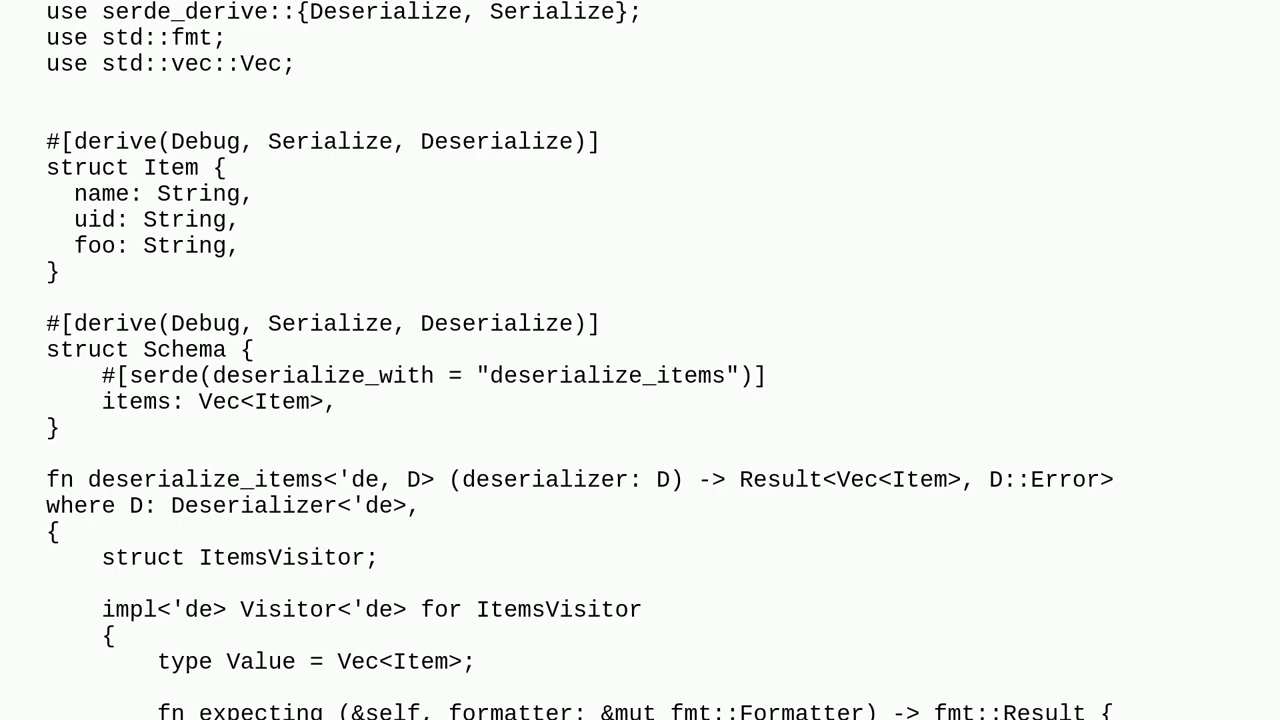 use serde_derive::{Deserialize, Serialize};
use std::fmt;
use std::vec::Vec;
#[derive(Debug, Serialize, Deserialize)]
struct Item {
  name: String,
  uid: String,
  foo: String,
}
#[derive(Debug, Serialize, Deserialize)]
struct Schema {
    #[serde(deserialize_with = "deserialize_items")]
    items: Vec<Item>,
}
fn deserialize_items<'de, D> (deserializer: D) -> Result<Vec<Item>, D::Error>
where D: Deserializer<'de>,
{
    struct ItemsVisitor;
    impl<'de> Visitor<'de> for ItemsVisitor
    {
        type Value = Vec<Item>;
        fn expecting (&self, formatter: &mut fmt::Formatter) -> fmt::Result {